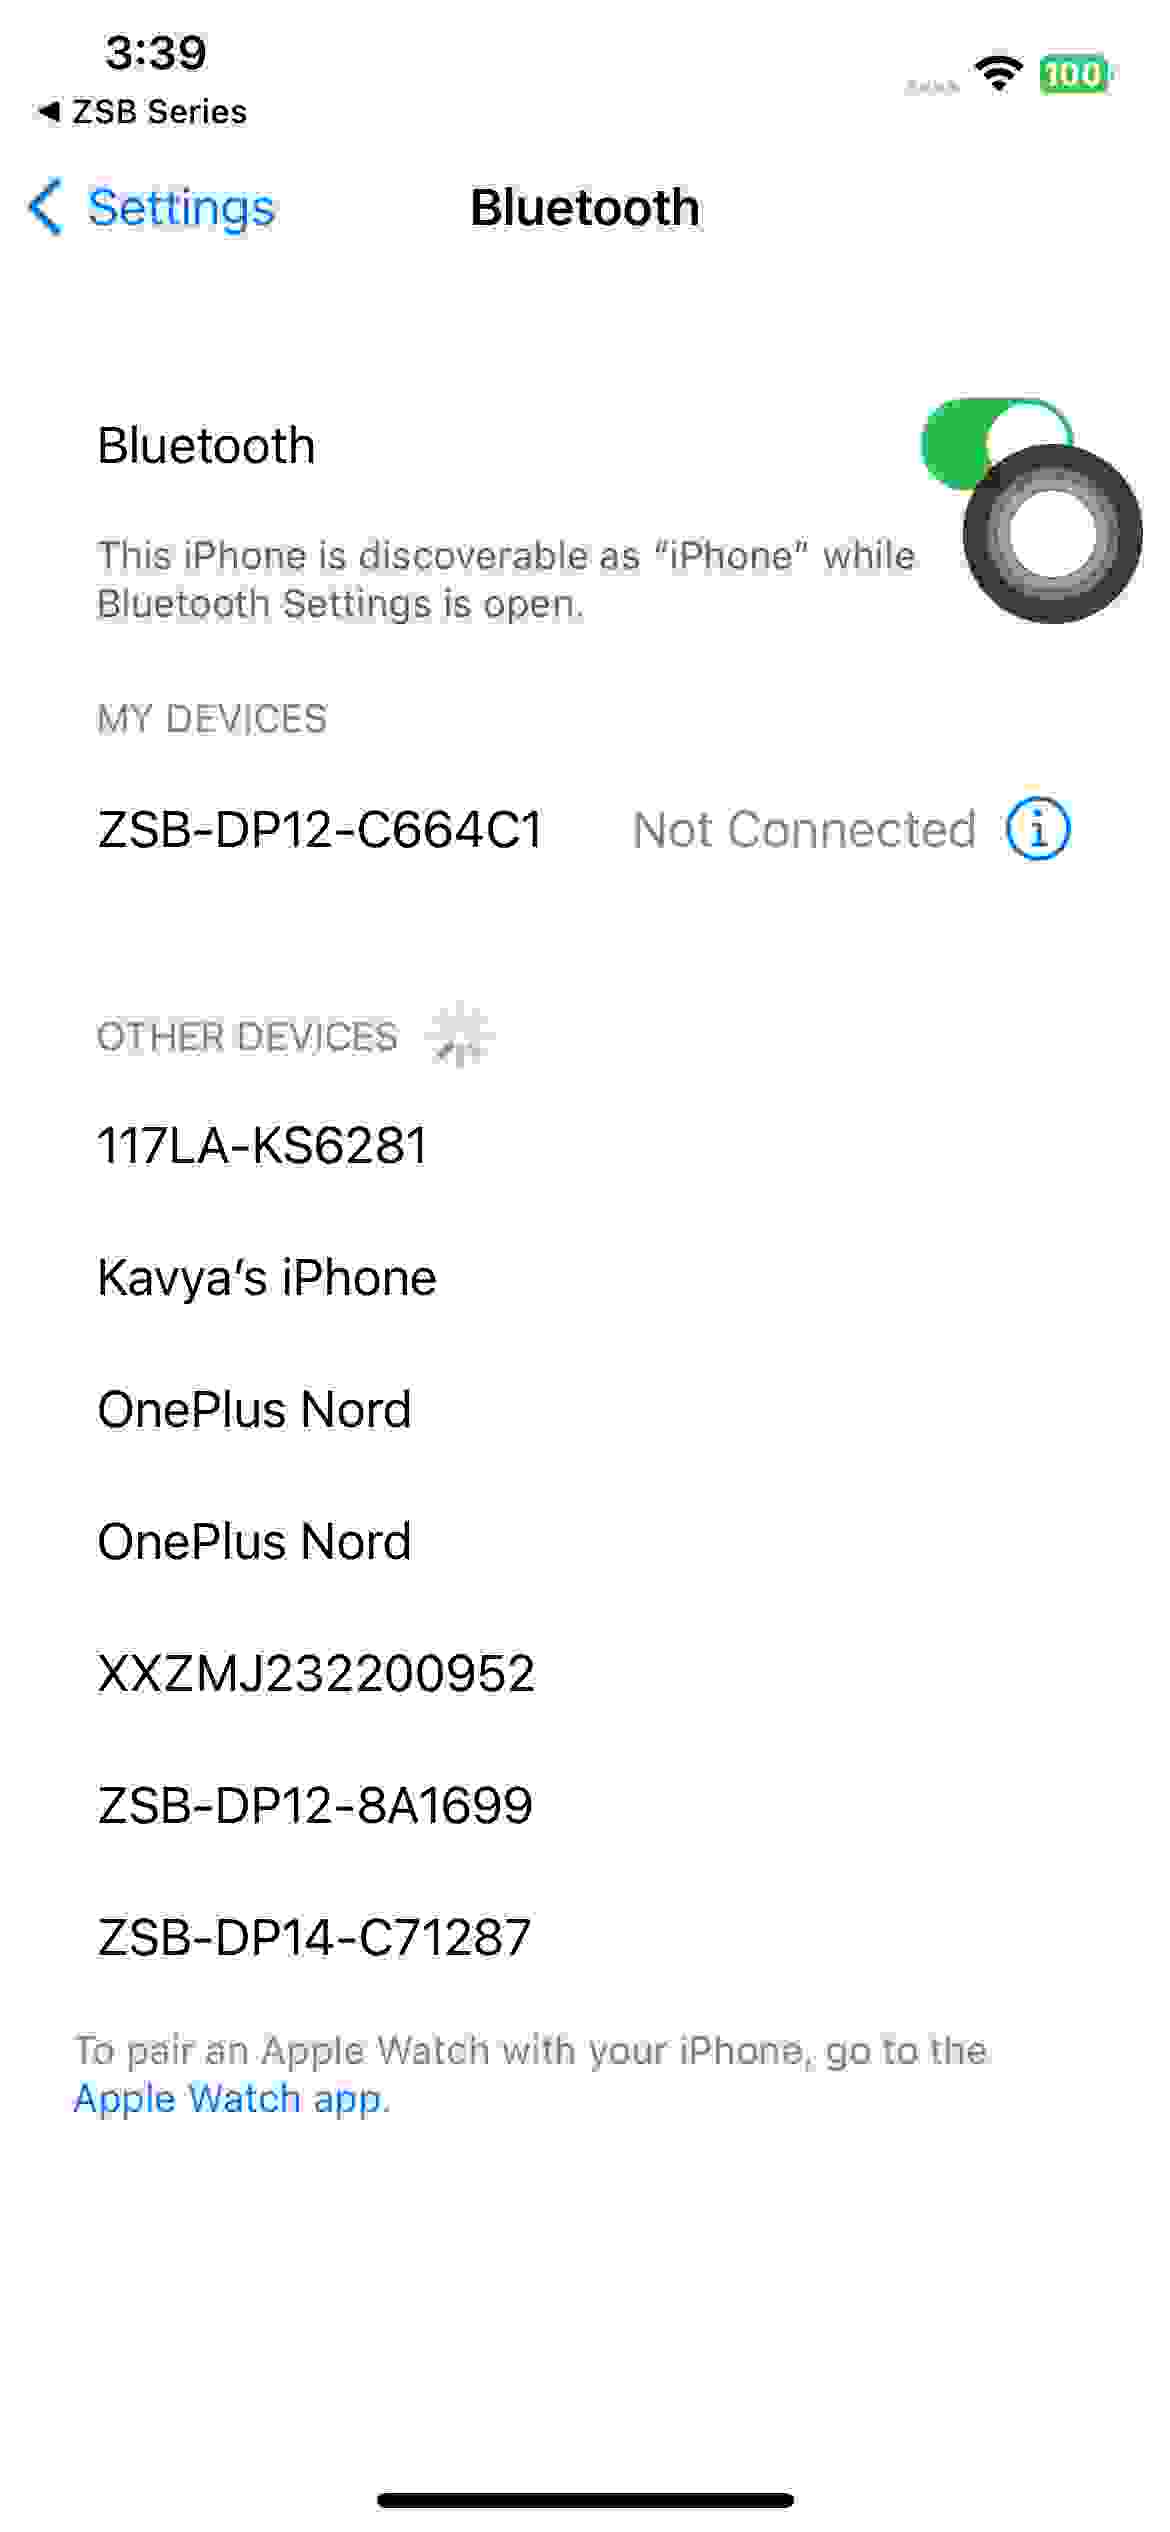 3:39
100
◀ ZSB Series
Settings
Bluetooth
Bluetooth
This iPhone is discoverable as “iPhone” while
Bluetooth Settings is open.
MY DEVICES
ZSB-DP12-C664C1 Not Connected
OTHER DEVICES
117LA-KS6281
Kavya’s iPhone
OnePlus Nord
OnePlus Nord
XXZMJ232200952
ZSB-DP12-8A1699
ZSB-DP14-C71287
To pair an Apple Watch with your iPhone, go to the
Apple Watch app.